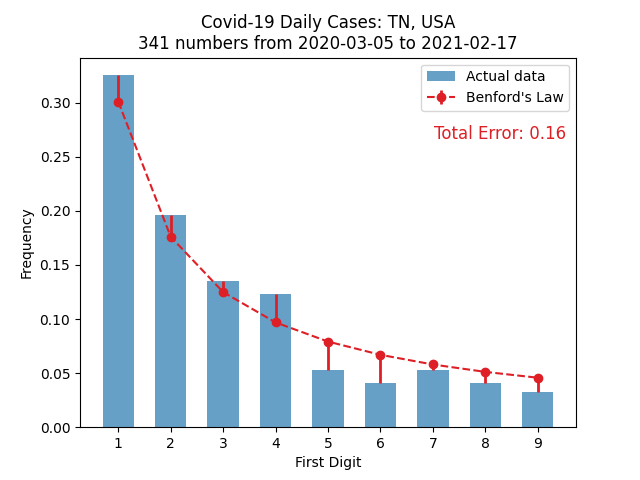 Covid-19 Daily Cases: TN, USA
341 numbers from 2020-03-05 to 2021-02-17
Actual data
Benford's Law
Total Error: 0.16
Frequency
0.30
0.25
0.20
0.15
0.10
0.05
0.00
1 2 3 4 5 6 7 8 9
First Digit